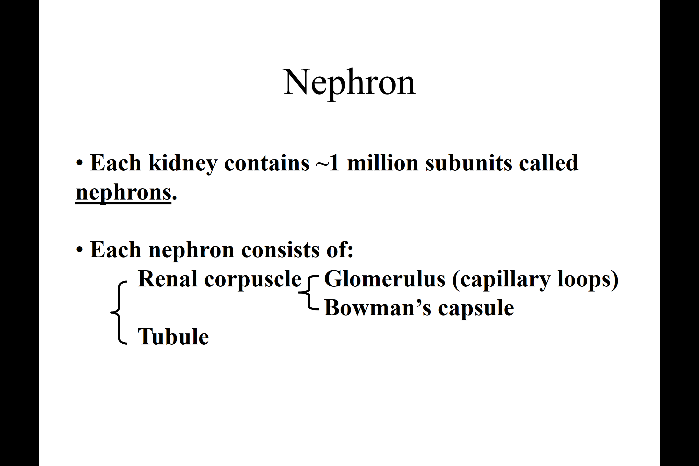 Nephron
• Each kidney contains ~1 million subunits called
nephrons.
• Each nephron consists of:
Renal corpuscle Glomerulus (capillary loops)
Bowman's capsule
Tubule